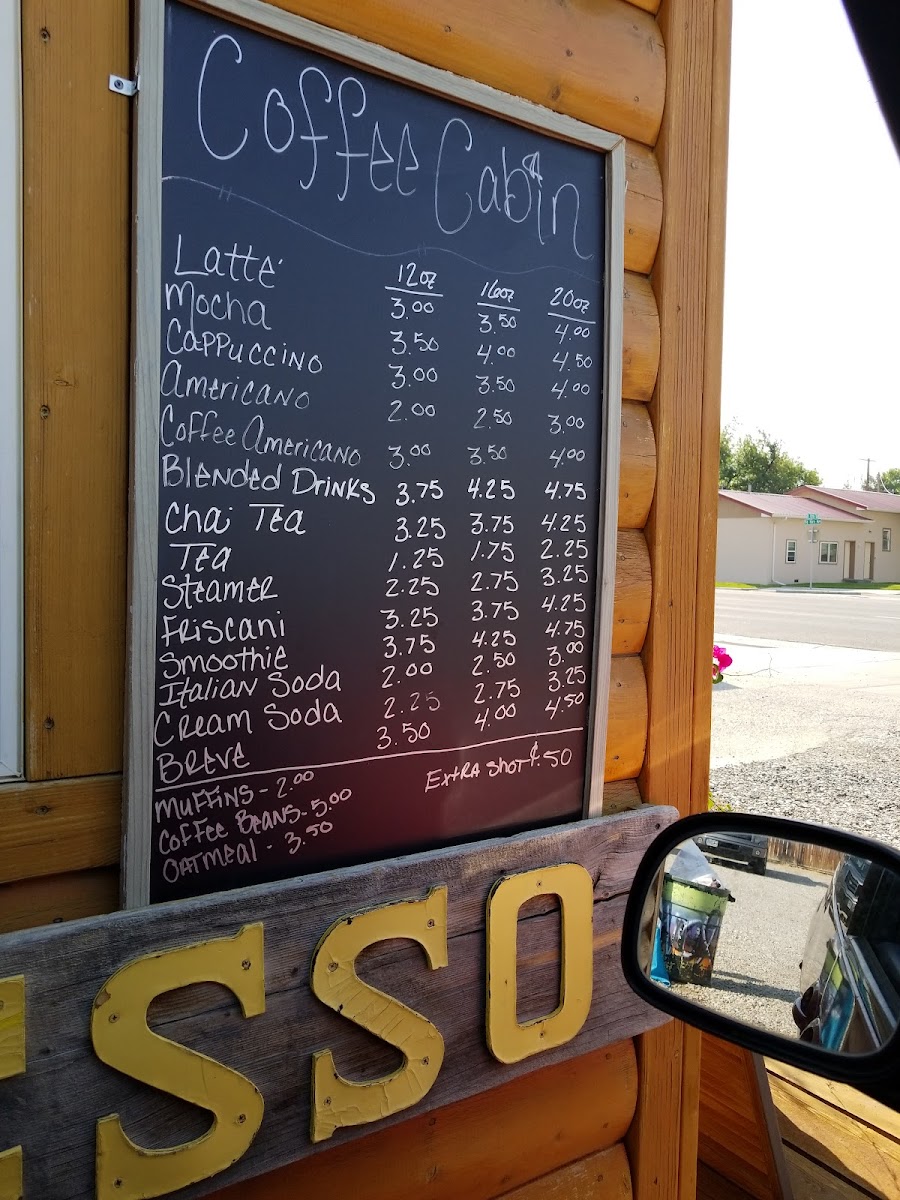 Coffee Cabin
12oz 16oz 20oz
Latte 3.00 3.50 4.00
Mocha 3.50 4.00 4.50
Cappuccino 3.00 3.50 4.00
Americano 2.00 2.50 3.00
Coffee Americano 3.00 3.50 4.00
Blended Drinks 3.75 4.25 4.75
Chai Tea 3.25 3.75 4.25
Tea 1.25 1.75 2.25
Steamer 2.25 2.75 3.25
Friscani 3.25 3.75 4.25
Smoothie 3.75 4.25 4.75
Italian Soda 2.00 2.50 3.00
Cream Soda 2.25 2.75 3.25
Breve 3.50 4.00 4.50
Muffins - 2.00
Extra Shot ¢.50
Coffee Beans - 5.00
Oatmeal - 3.50
ESSO